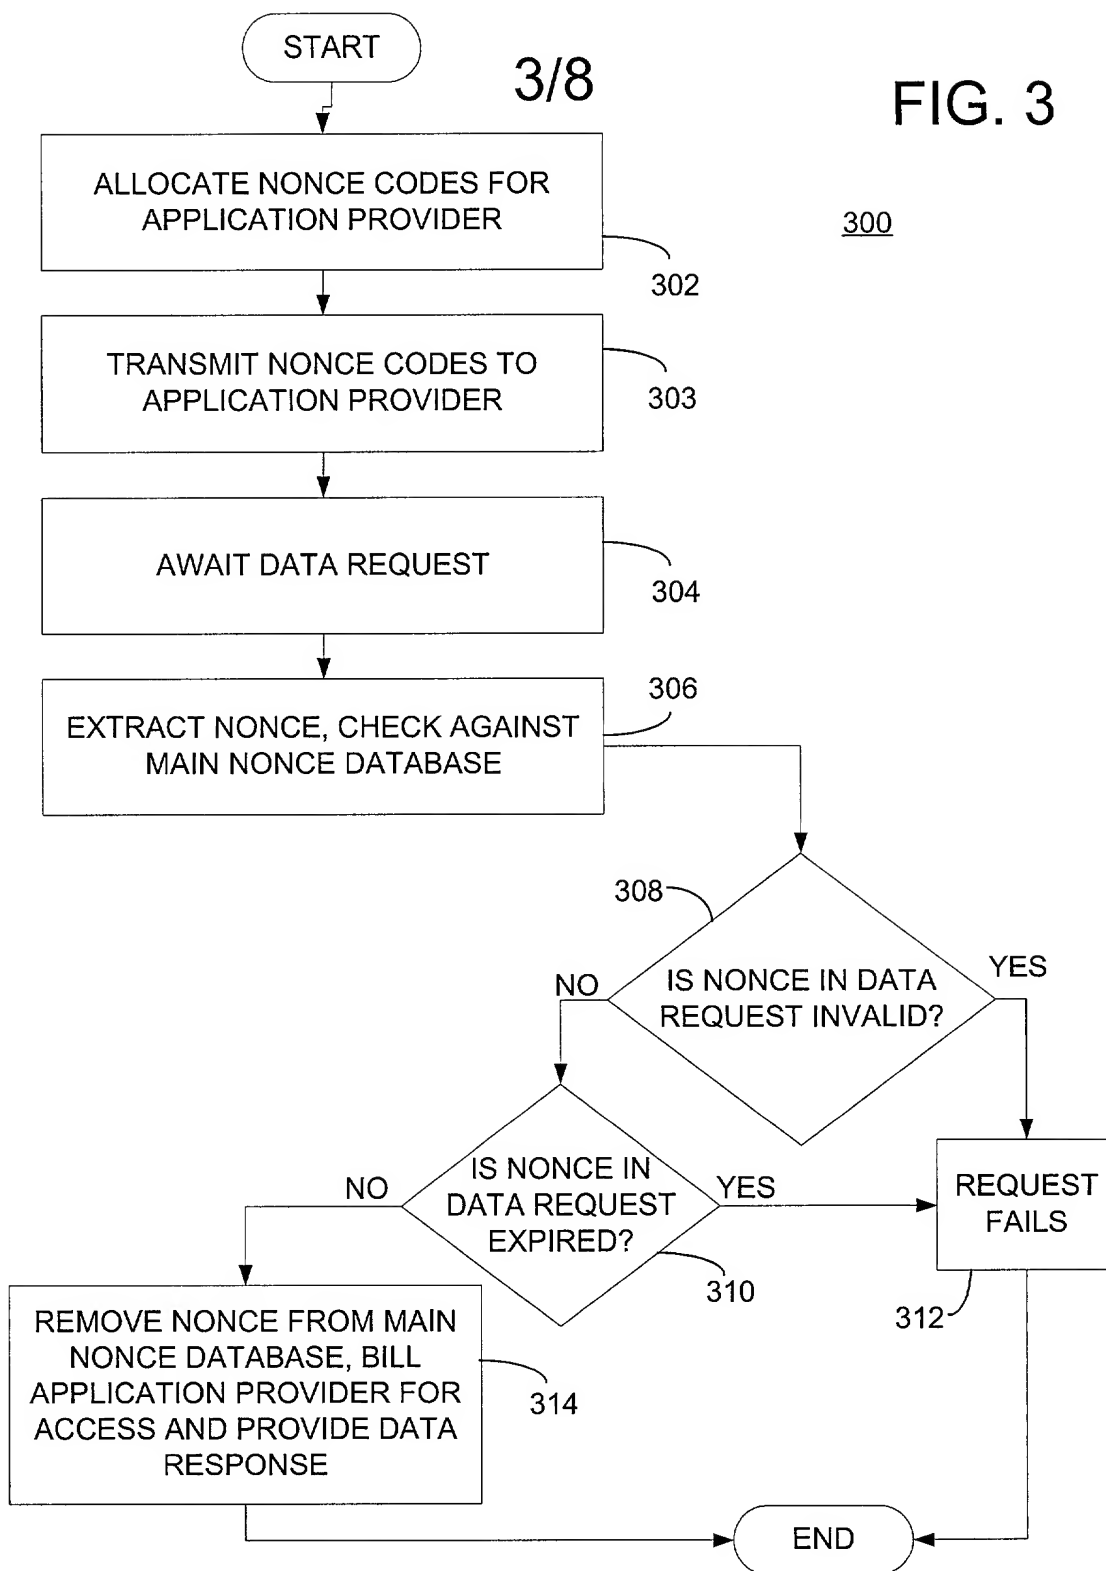 START
3/8
FIG. 3
ALLOCATE NONCE CODES FOR
APPLICATION PROVIDER
300
302
TRANSMIT NONCE CODES TO
APPLICATION PROVIDER
303
AWAIT DATA REQUEST
304
306
EXTRACT NONCE, CHECK AGAINST
MAIN NONCE DATABASE
308
NO
YES
IS NONCE IN DATA
REQUEST INVALID?
NO
IS NONCE IN
DATA REQUEST
EXPIRED?
YES
REQUEST
FAILS
310
312
REMOVE NONCE FROM MAIN
NONCE DATABASE, BILL
APPLICATION PROVIDER FOR
ACCESS AND PROVIDE DATA
RESPONSE
314
END